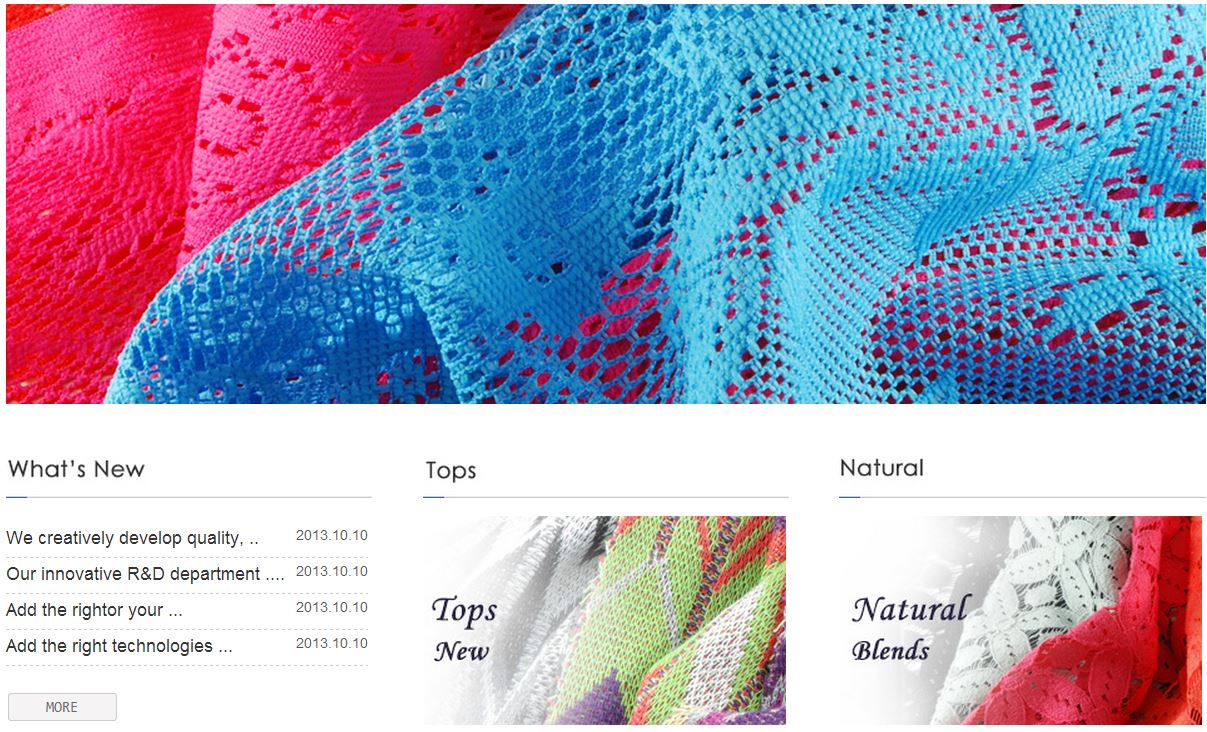 What's New
We creatively develop quality, ..
2013.10.10
Our innovative R&D department ....
2013.10.10
Add the rightor your ...
2013.10.10
Add the right technologies ...
2013.10.10
MORE
Tops
Tops
New
Natural
Natural
Blends